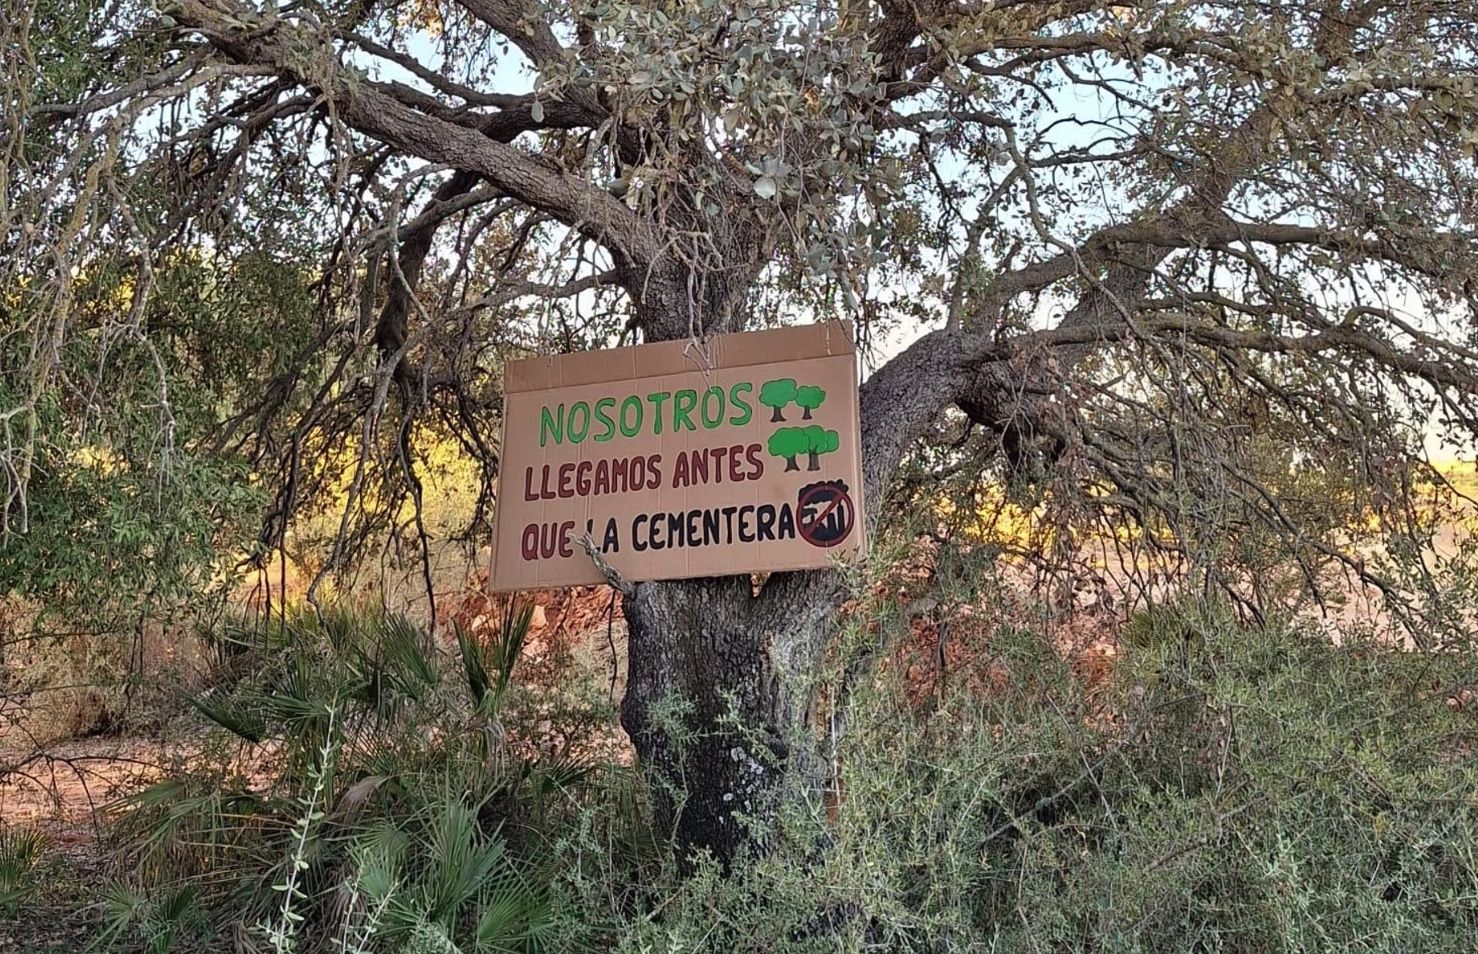 NOSOTROS
LLEGAMOS ANTES
QUE LA CEMENTERA